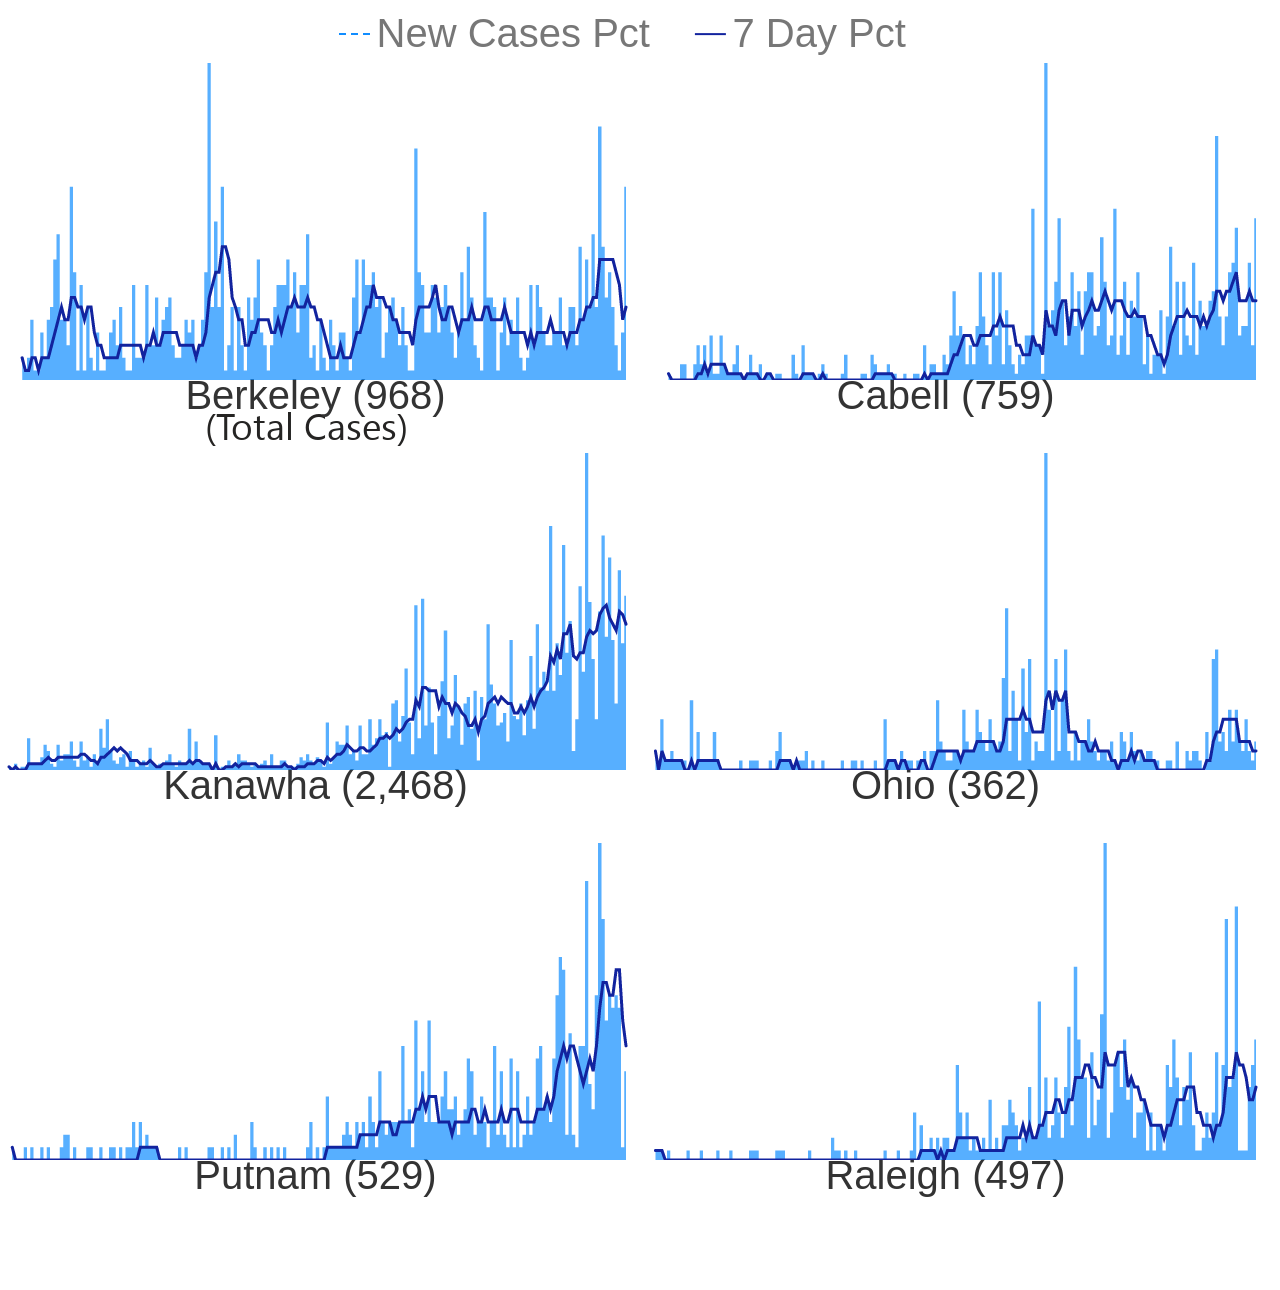 New Cases Pct 7 Day Pct
Berkeley (968) Cabell (759)
(Total Cases)
Kanawha (2,468) Ohio (362)
Putnam (529) Raleigh (497)